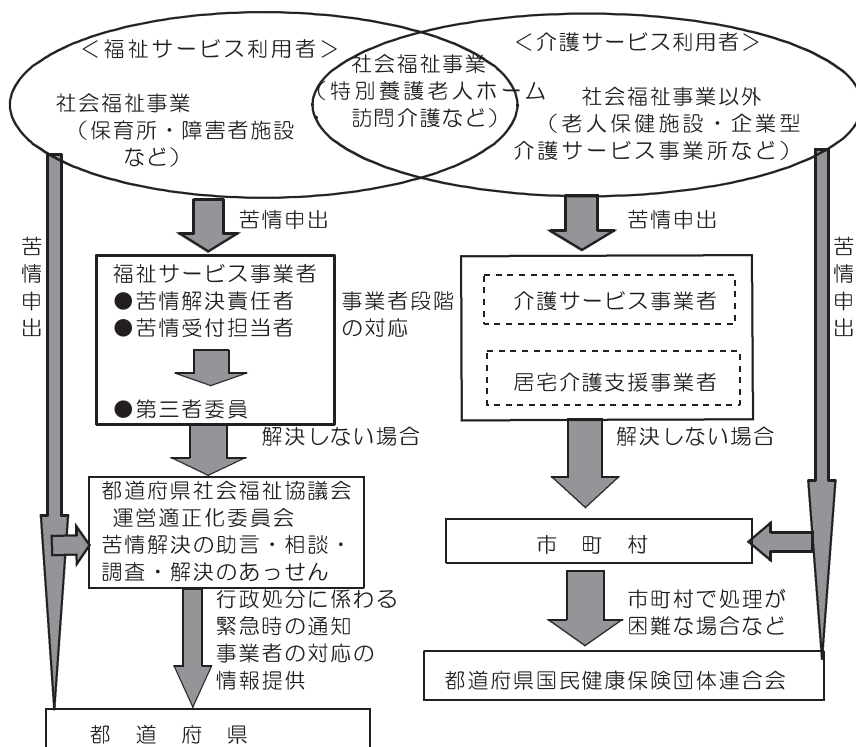 ＜福祉サービス利用者＞
社会福祉事業
（保育所・障害者施設
など）
社会福祉事業
（特別養護老人ホーム
訪問介護など）
＜介護サービス利用者＞
社会福祉事業以外
（老人保健施設・企業型
介護サービス事業所など）
苦情申出
苦情申出
苦情申出
苦情申出
福祉サービス事業者
●苦情解決責任者
●苦情受付担当者
●第三者委員
事業者段階
の対応
介護サービス事業者
居宅介護支援事業者
解決しない場合
解決しない場合
都道府県社会福祉協議会
運営適正化委員会
苦情解決の助言・相談・
調査・解決のあっせん
市　町　村
行政処分に係わる
緊急時の通知
事業者の対応の
情報提供
市町村で処理が
困難な場合など
都道府県国民健康保険団体連合会
都　道　府　県